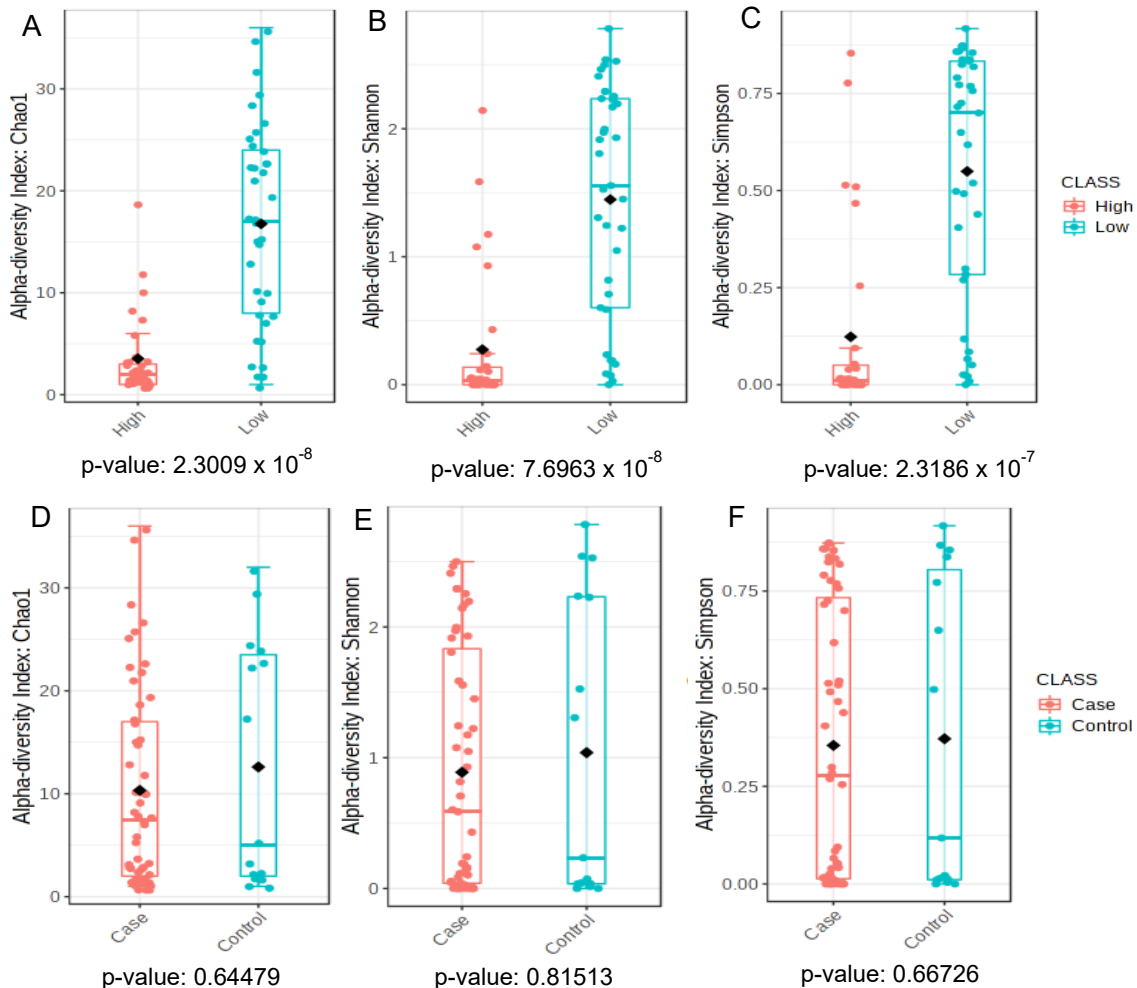 A
Alpha-diversity Index: Chao1
30
20
10
0
High
Low
p-value: 2.3009 x 10⁻⁸
B
Alpha-diversity Index: Shannon
2
1
0
High
Low
p-value: 7.6963 x 10⁻⁸
C
Alpha-diversity Index: Simpson
0.75
0.50
0.25
0.00
High
Low
p-value: 2.3186 x 10⁻⁷
CLASS
High
Low
D
Alpha-diversity Index: Chao1
30
20
10
0
Case
Control
p-value: 0.64479
E
Alpha-diversity Index: Shannon
2
1
0
Case
Control
p-value: 0.81513
F
Alpha-diversity Index: Simpson
0.75
0.50
0.25
0.00
Case
Control
p-value: 0.66726
CLASS
Case
Control